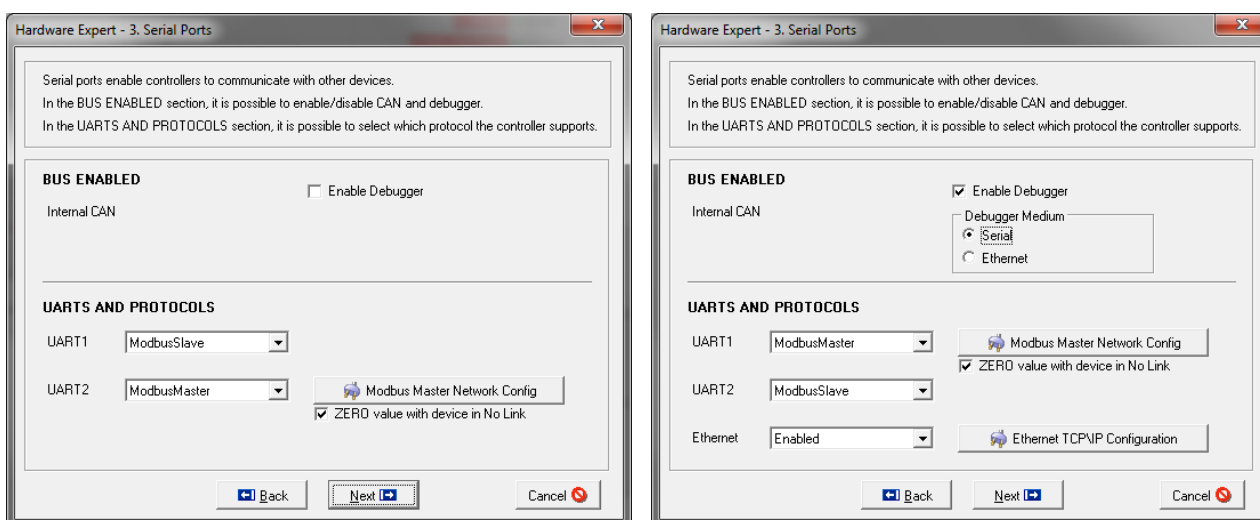 Hardware Expert - 3. Serial Ports
Serial ports enable controllers to communicate with other devices.
In the BUS ENABLED section, it is possible to enable/disable CAN and debugger.
In the UARTS AND PROTOCOLS section, it is possible to select which protocol the controller supports.
BUS ENABLED
Enable Debugger
Internal CAN
UARTS AND PROTOCOLS
UART1 ModbusSlave
UART2 ModbusMaster Modbus Master Network Config
ZERO value with device in No Link
Back Next Cancel
Hardware Expert - 3. Serial Ports
Serial ports enable controllers to communicate with other devices.
In the BUS ENABLED section, it is possible to enable/disable CAN and debugger.
In the UARTS AND PROTOCOLS section, it is possible to select which protocol the controller supports.
BUS ENABLED
Enable Debugger
Internal CAN
Debugger Medium
Serial
Ethernet
UARTS AND PROTOCOLS
UART1 ModbusMaster Modbus Master Network Config
ZERO value with device in No Link
UART2 ModbusSlave
Ethernet Enabled Ethernet TCP\IP Configuration
Back Next Cancel